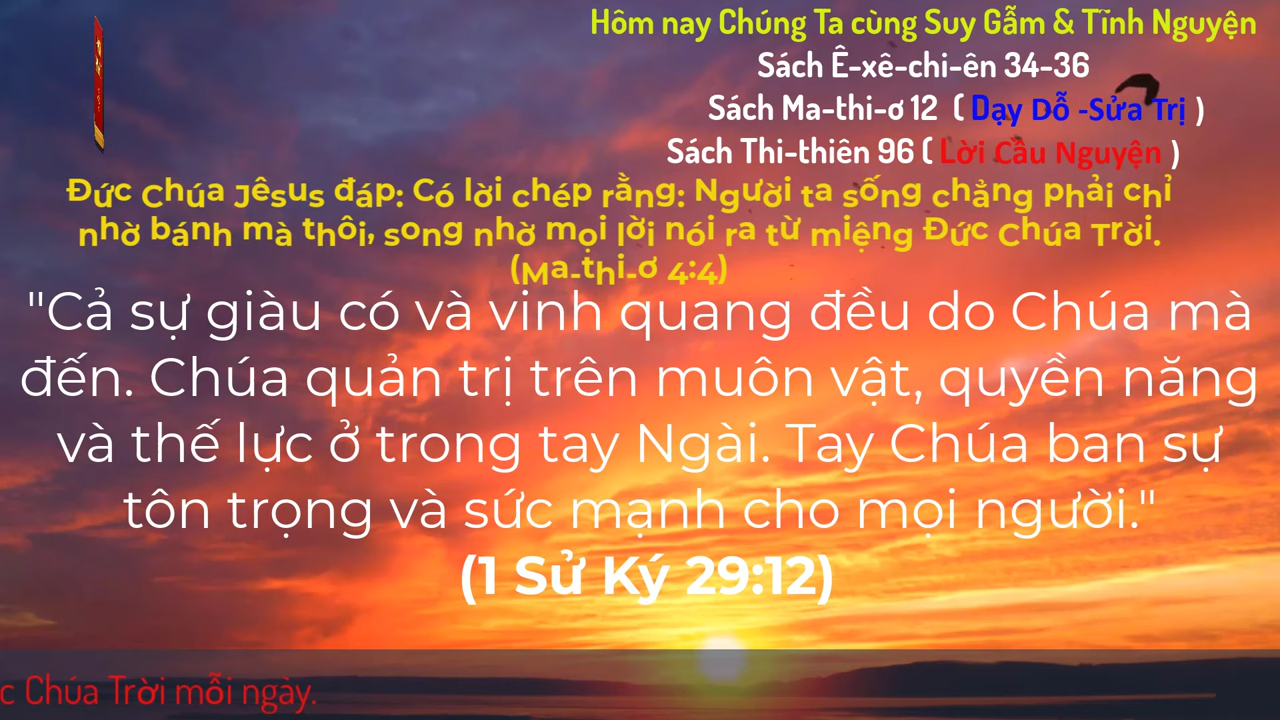 Hôm nay Chúng Ta cùng Suy Gẫm & Tĩnh Nguyện
Sách Ê-xê-chi-ên 34-36
Sách Ma-thi-ơ 12 ( Dạy Dỗ -Sửa Trị )
Sách Thi-thiên 96 ( Lời Cầu Nguyện )
Đức Chúa Jêsus đáp: Có lời chép rằng: Người ta sống chẳng phải chỉ
nhờ bánh mà thôi, song nhờ mọi lời nói ra từ miệng Đức Chúa Trời.
(Ma-thi-ơ 4:4)
"Cả sự giàu có và vinh quang đều do Chúa mà
đến. Chúa quản trị trên muôn vật, quyền năng
và thế lực ở trong tay Ngài. Tay Chúa ban sự
tôn trọng và sức mạnh cho mọi người."
(1 Sử Ký 29:12)
c Chúa Trời mỗi ngày.